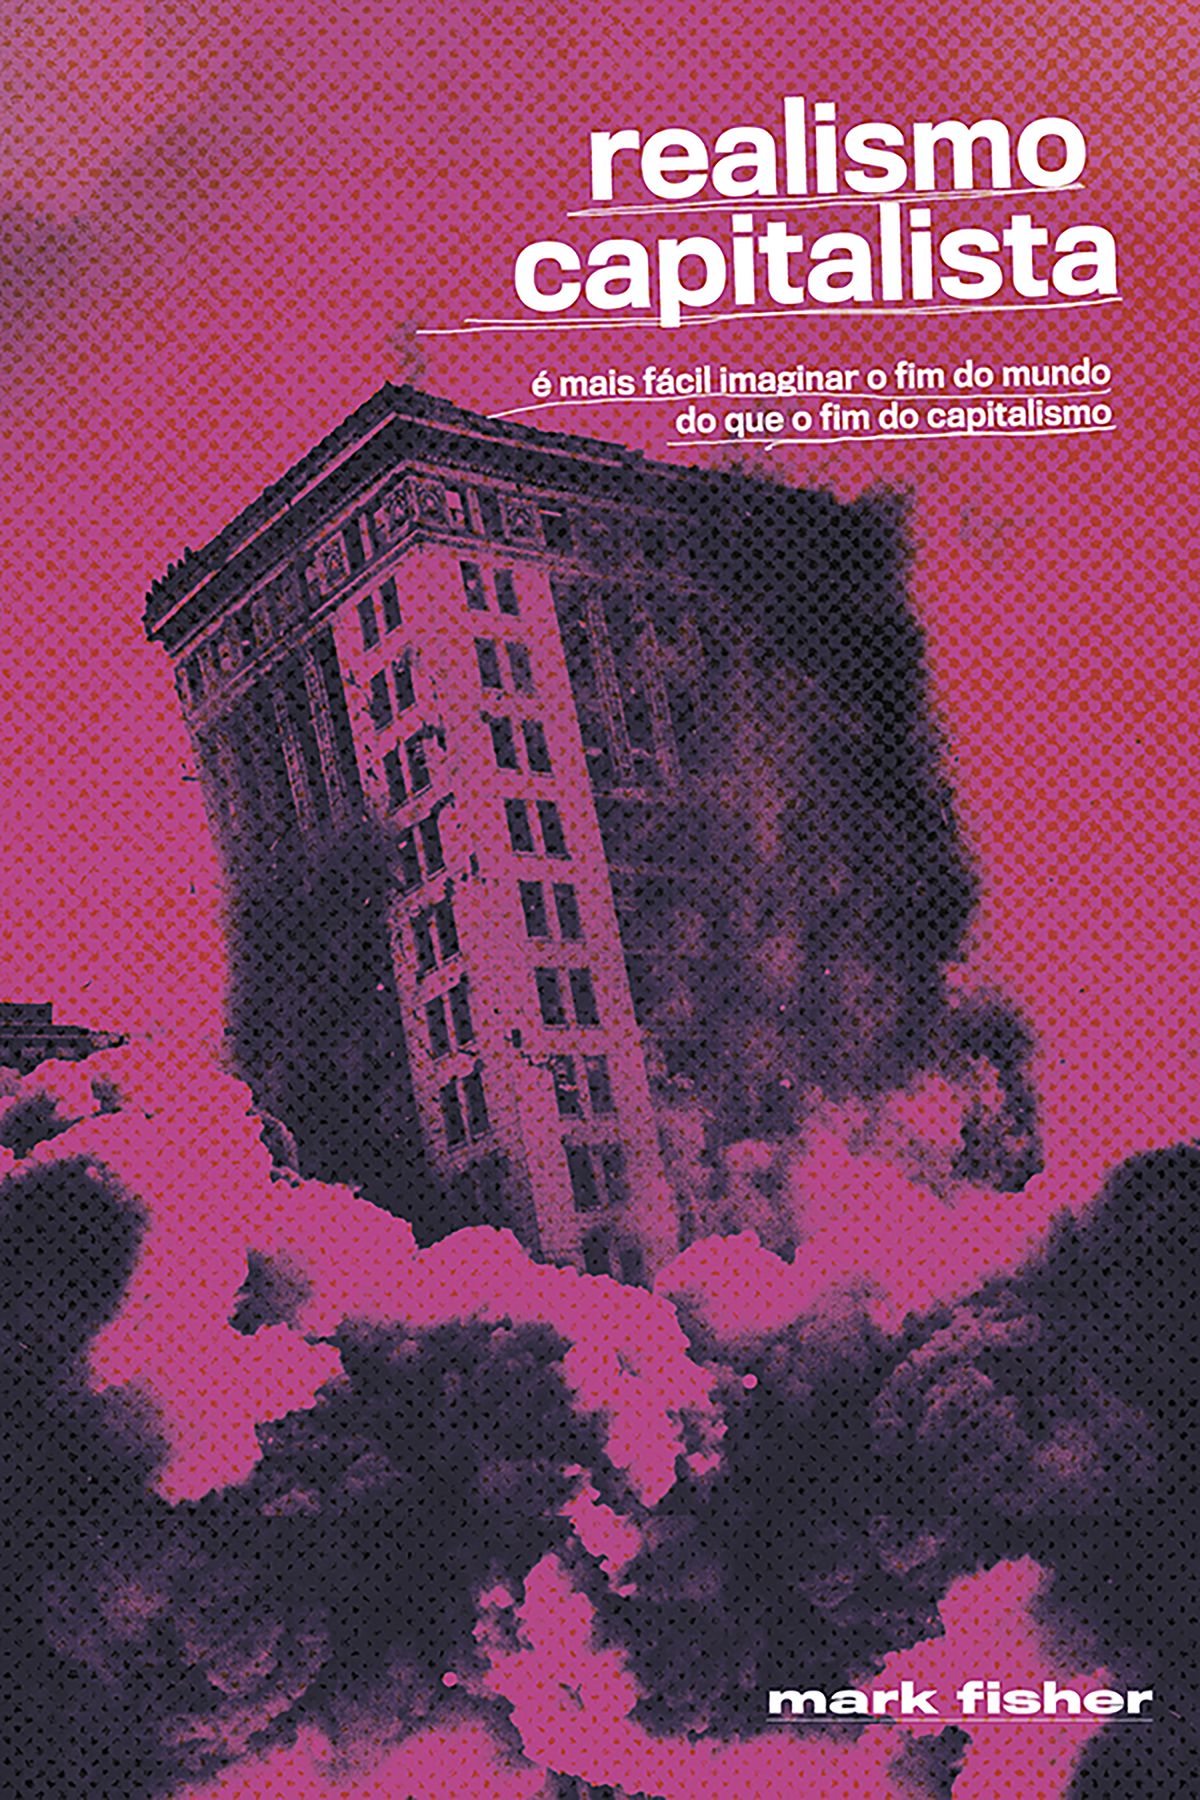 realismo
capitalista
é mais fácil imaginar o fim do mundo
do que o fim do capitalismo
mark fisher